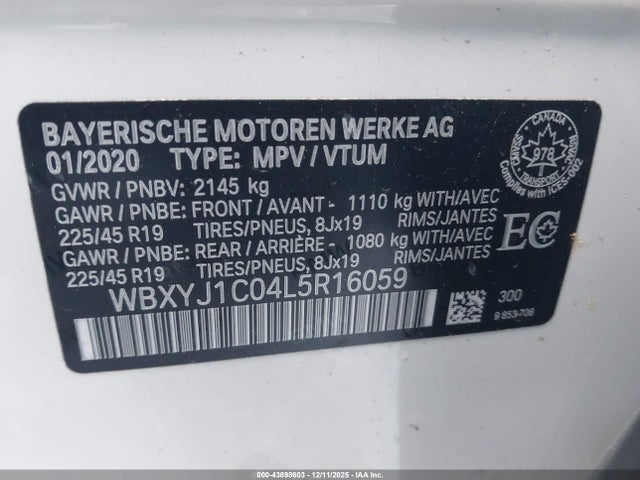 BAYERISCHE MOTOREN WERKE AG
01/2020 TYPE: MPV / VTUM
GVWR / PNBV: 2145 kg
GAWR / PNBE: FRONT / AVANT - 1110 kg WITH/AVEC
225/45 R19 TIRES/PNEUS, 8Jx19 RIMS/JANTES
GAWR / PNBE: REAR / ARRIÈRE - 1080 kg WITH/AVEC
225/45 R19 TIRES/PNEUS, 8Jx19 RIMS/JANTES
WBXYJ1C04L5R16059
CANADA
978
TRANSPORT
Complies with ICES-002
EC
300
9 853-706
000-43898603 - 12/11/2025 - IAA Inc.